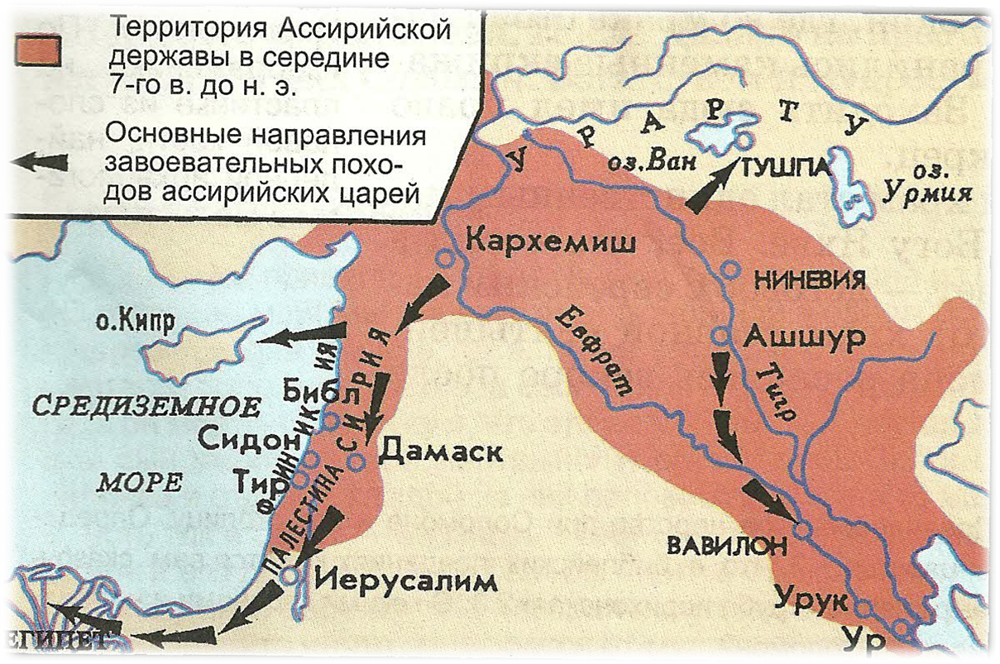 Территория Ассирийской
державы в середине
7-го в. до н. э.
Основные направления
завоевательных похо-
дов ассирийских царей
УРАРТУ
оз. Ван
ТУШПА
оз.
Урмия
Кархемиш
НИНЕВИЯ
о. Кипр
Ашшур
Евфрат
Тигр
СИРИЯ
ФИНИКИЯ
Библ
СРЕДИЗЕМНОЕ
МОРЕ
Сидон
Дамаск
Тир
ПАЛЕСТИНА
Иерусалим
ВАВИЛОН
Урук
Ур
ЕГИПЕТ